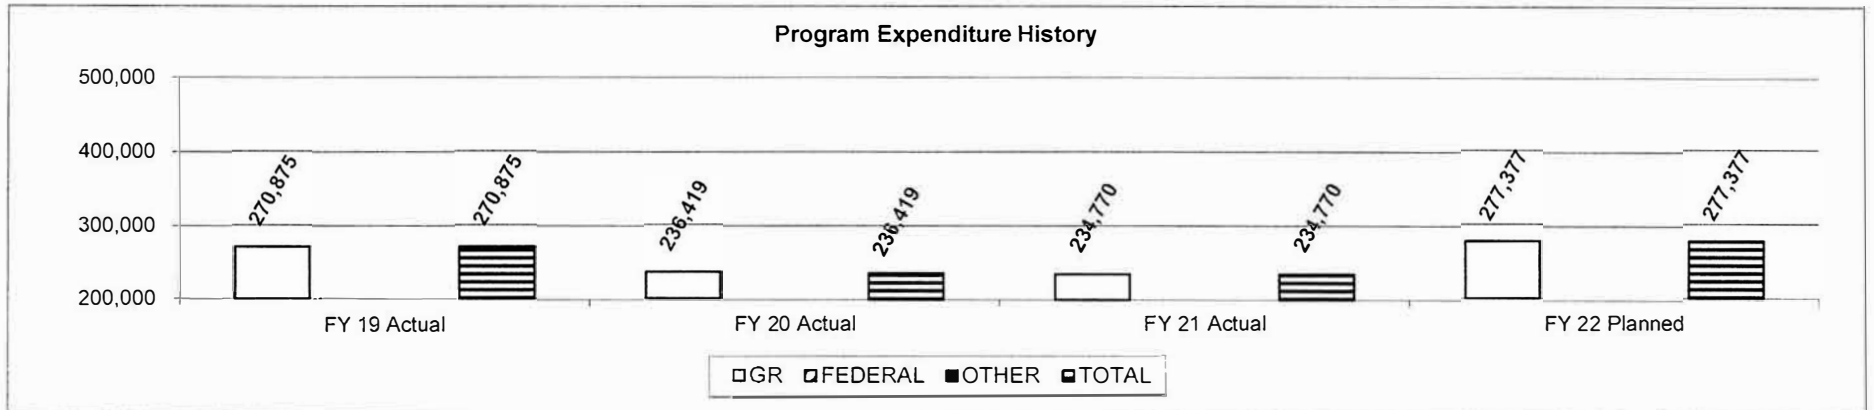 Program Expenditure History
500,000
400,000
300,000
200,000
270,875
270,875
236,419
236,419
234,770
234,770
277,377
277,377
FY 19 Actual
FY 20 Actual
FY 21 Actual
FY 22 Planned
GR FEDERAL OTHER TOTAL